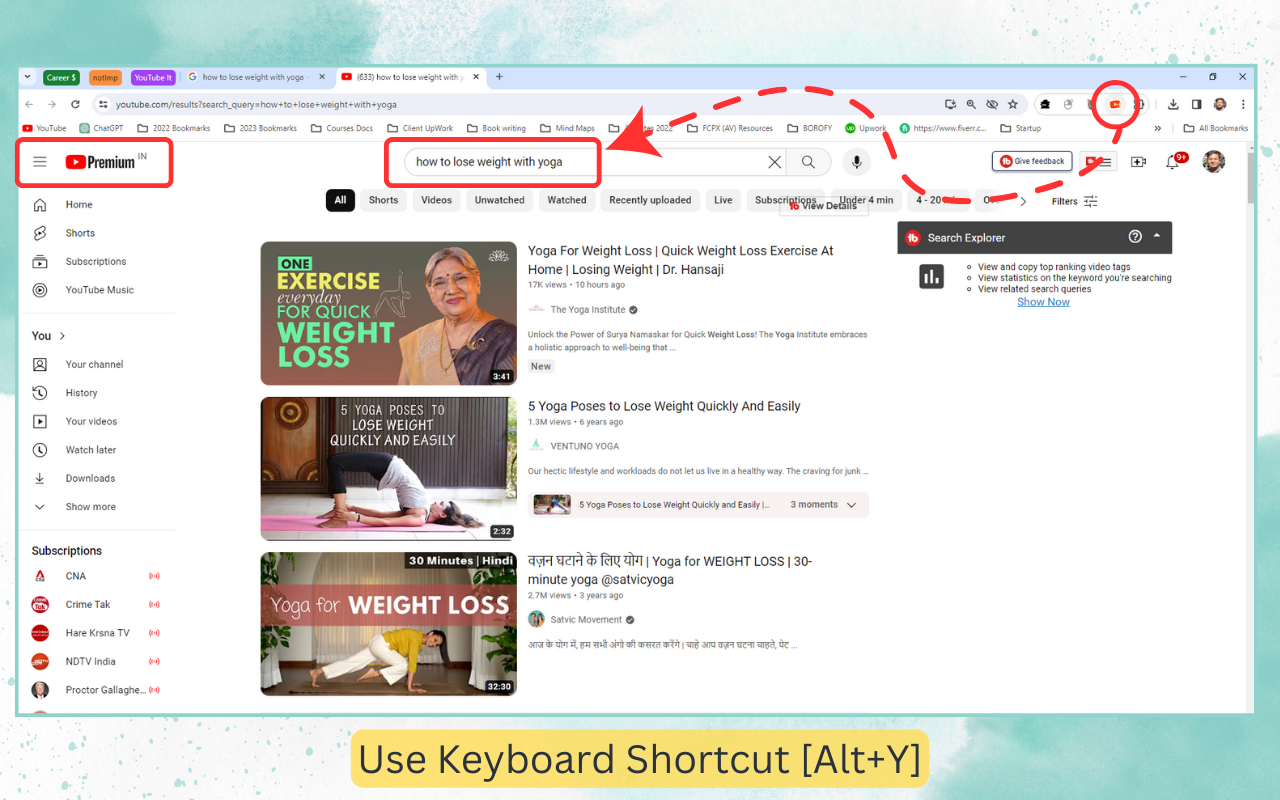 Career $
notImp
YouTube It
how to lose weight with yoga -
(633) how to lose weight with y
youtube.com/results?search_query=how+to+lose+weight+with+yoga
YouTube
ChatGPT
2022 Bookmarks
2023 Bookmarks
Courses Docs
Client UpWork
Book writing
Mind Maps
2022
FCPX (AV) Resources
BOROFY
Upwork
https://www.fiverr.c...
Startup
All Bookmarks
Premium IN
how to lose weight with yoga
Give feedback
9+
All
Shorts
Videos
Unwatched
Watched
Recently uploaded
Live
Subscriptions
Under 4 min
4 - 20
Filters
View Details
Home
Shorts
Subscriptions
YouTube Music
You
Your channel
History
Your videos
Watch later
Downloads
Show more
Subscriptions
CNA
Crime Tak
Hare Krsna TV
NDTV India
Proctor Gallaghe...
ONE
EXERCISE
everyday
FOR QUICK
WEIGHT
LOSS
3:41
Yoga For Weight Loss | Quick Weight Loss Exercise At
Home | Losing Weight | Dr. Hansaji
17K views • 10 hours ago
The Yoga Institute
Unlock the Power of Surya Namaskar for Quick Weight Loss! The Yoga Institute embraces
a holistic approach to well-being that ...
New
5 YOGA POSES TO
LOSE WEIGHT
QUICKLY AND EASILY
2:32
5 Yoga Poses to Lose Weight Quickly And Easily
1.3M views • 6 years ago
VENTUNO YOGA
Our hectic lifestyle and workloads do not let us live in a healthy way. The craving for junk ...
5 Yoga Poses to Lose Weight Quickly and Easily |...
3 moments
30 Minutes | Hindi
Yoga for WEIGHT LOSS
32:30
वज़न घटाने के लिए योग | Yoga for WEIGHT LOSS | 30-
minute yoga @satvicyoga
2.7M views • 3 years ago
Satvic Movement
आज के योग में, हम सभी अंगो की कसरत करेंगे | चाहे आप वज़न घटना चाहते, पेट ...
Search Explorer
View and copy top ranking video tags
View statistics on the keyword you're searching
View related search queries
Show Now
Use Keyboard Shortcut [Alt+Y]